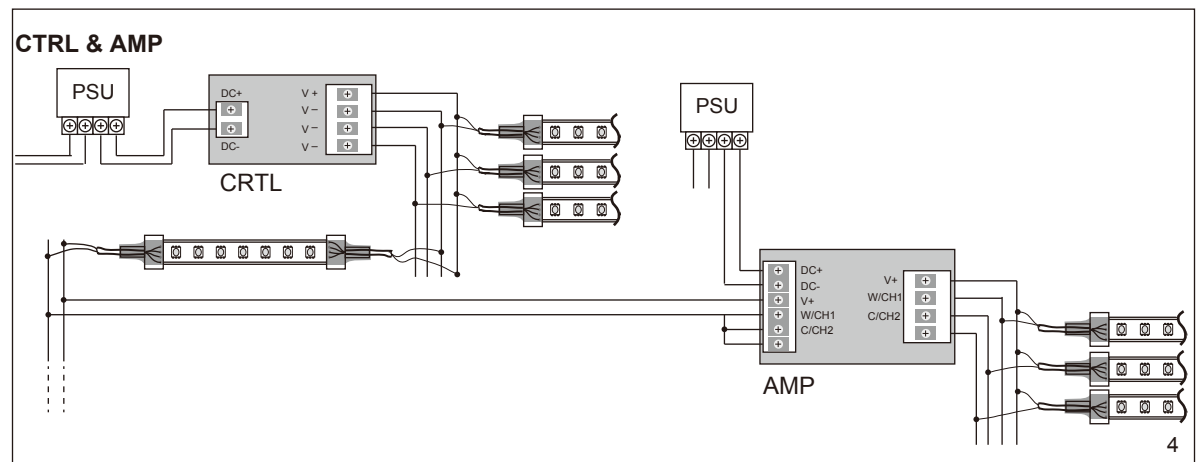 CTRL & AMP
PSU
DC+
DC-
V +
V –
V –
V –
CRTL
PSU
DC+
DC-
V+
W/CH1
C/CH2
V+
W/CH1
C/CH2
AMP
4